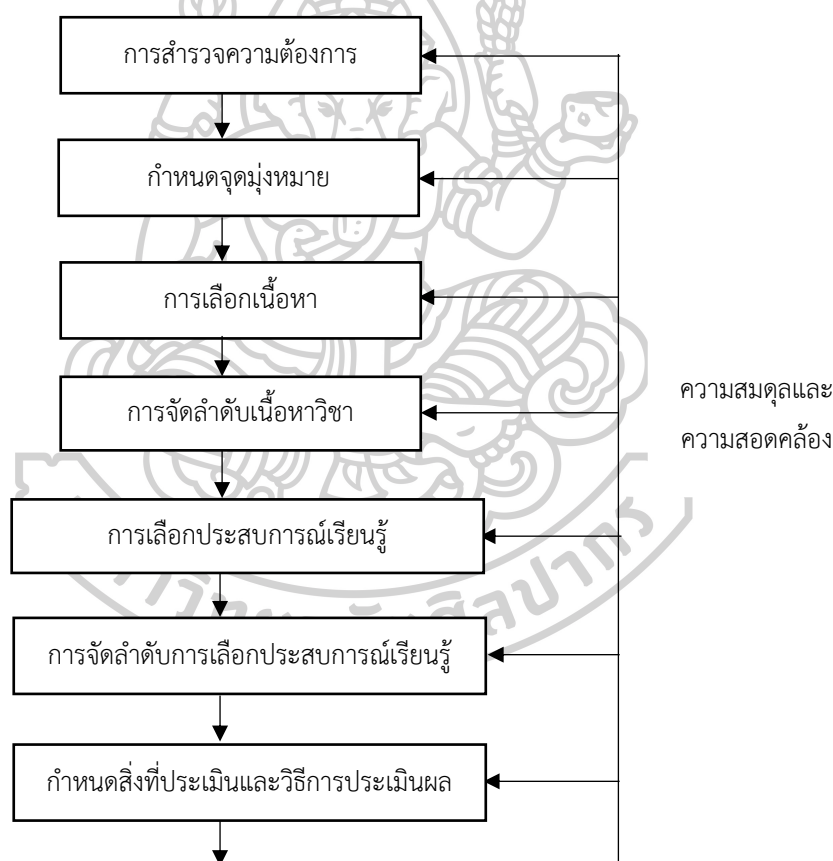 การสำรวจความต้องการ
กำหนดจุดมุ่งหมาย
การเลือกเนื้อหา
การจัดลำดับเนื้อหาวิชา
ความสมดุลและ
ความสอดคล้อง
การเลือกประสบการณ์เรียนรู้
การจัดลำดับการเลือกประสบการณ์เรียนรู้
กำหนดสิ่งที่ประเมินและวิธีการประเมินผล